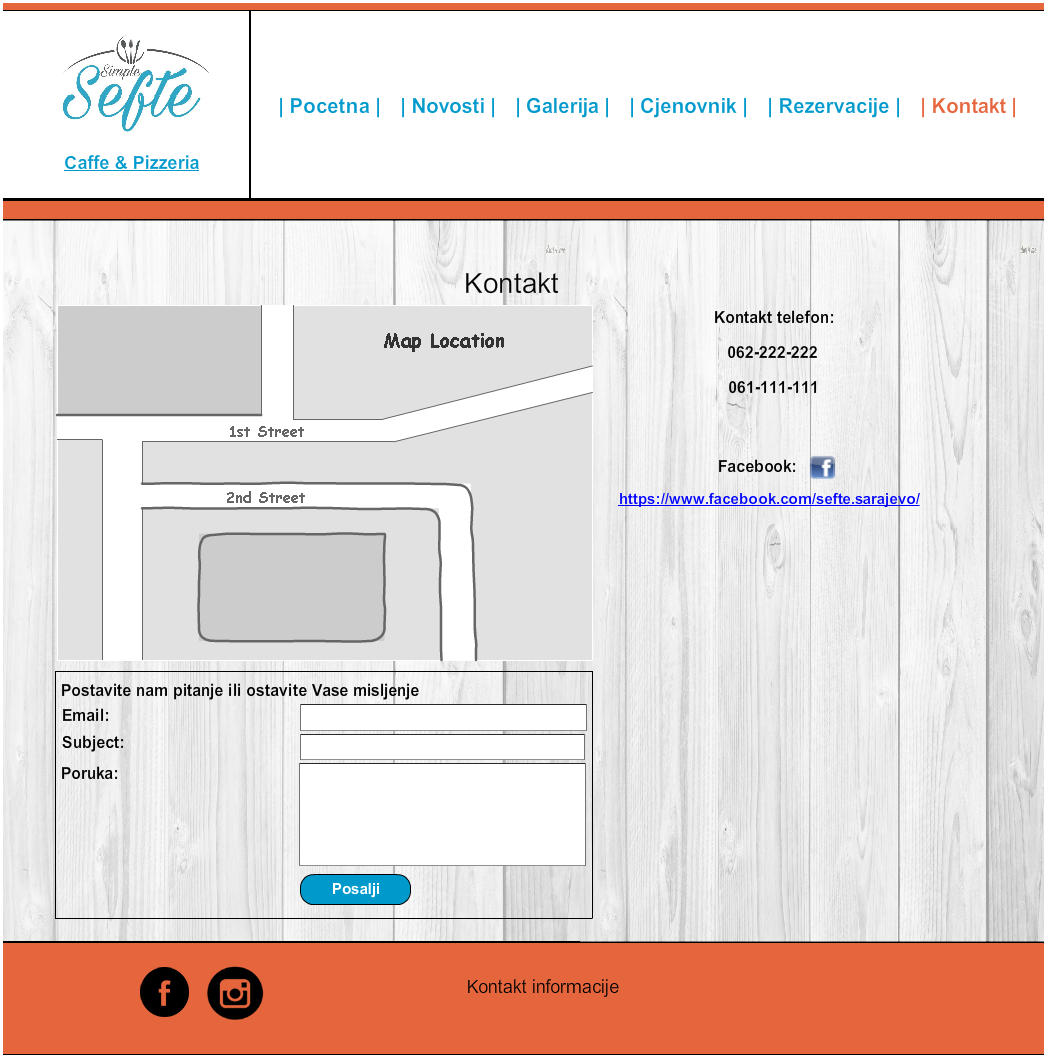 Simple
Sefte
Caffe & Pizzeria
| Pocetna | | Novosti | | Galerija | | Cjenovnik | | Rezervacije | | Kontakt |
Kontakt
Map Location
1st Street
2nd Street
Kontakt telefon:
062-222-222
061-111-111
Facebook:
https://www.facebook.com/sefte.sarajevo/
Postavite nam pitanje ili ostavite Vase misljenje
Email:
Subject:
Poruka:
Posalji
Kontakt informacije